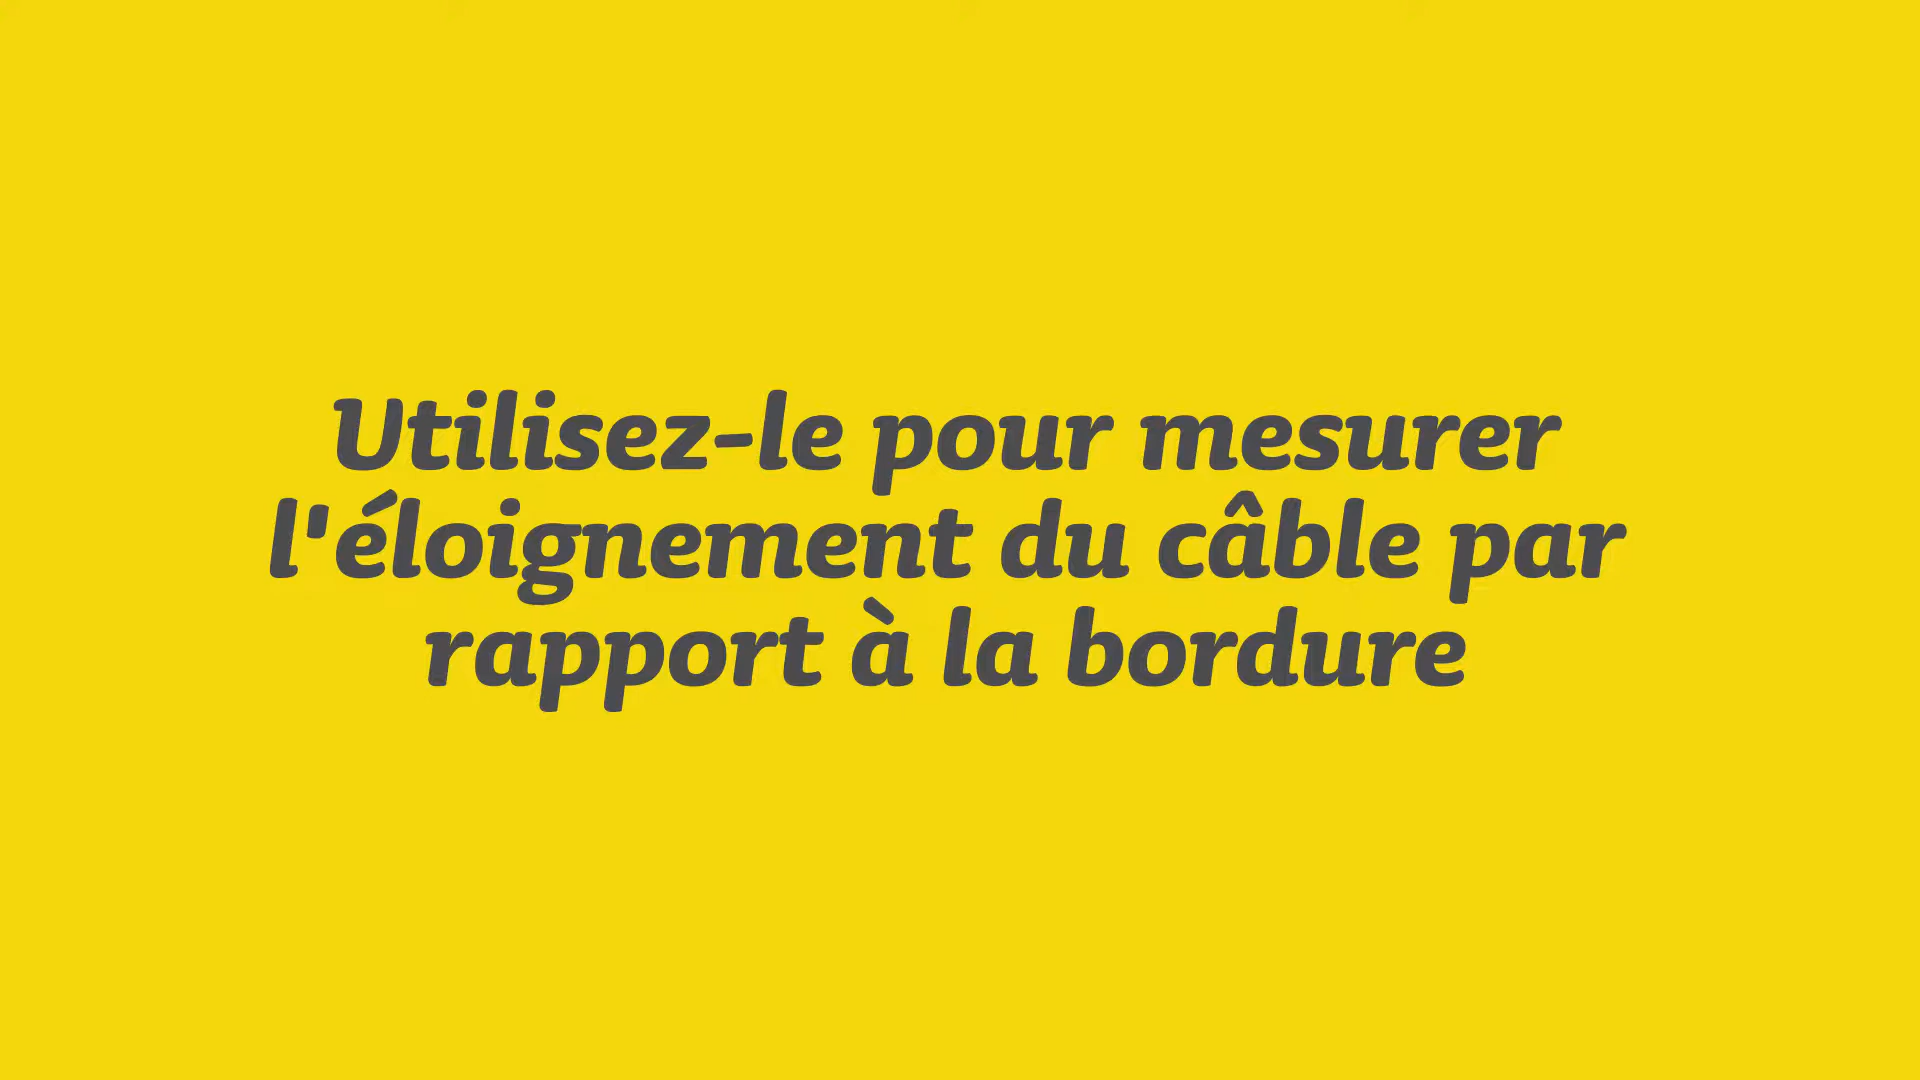 Utilisez-le pour mesurer
l'éloignement du câble par
rapport à la bordure